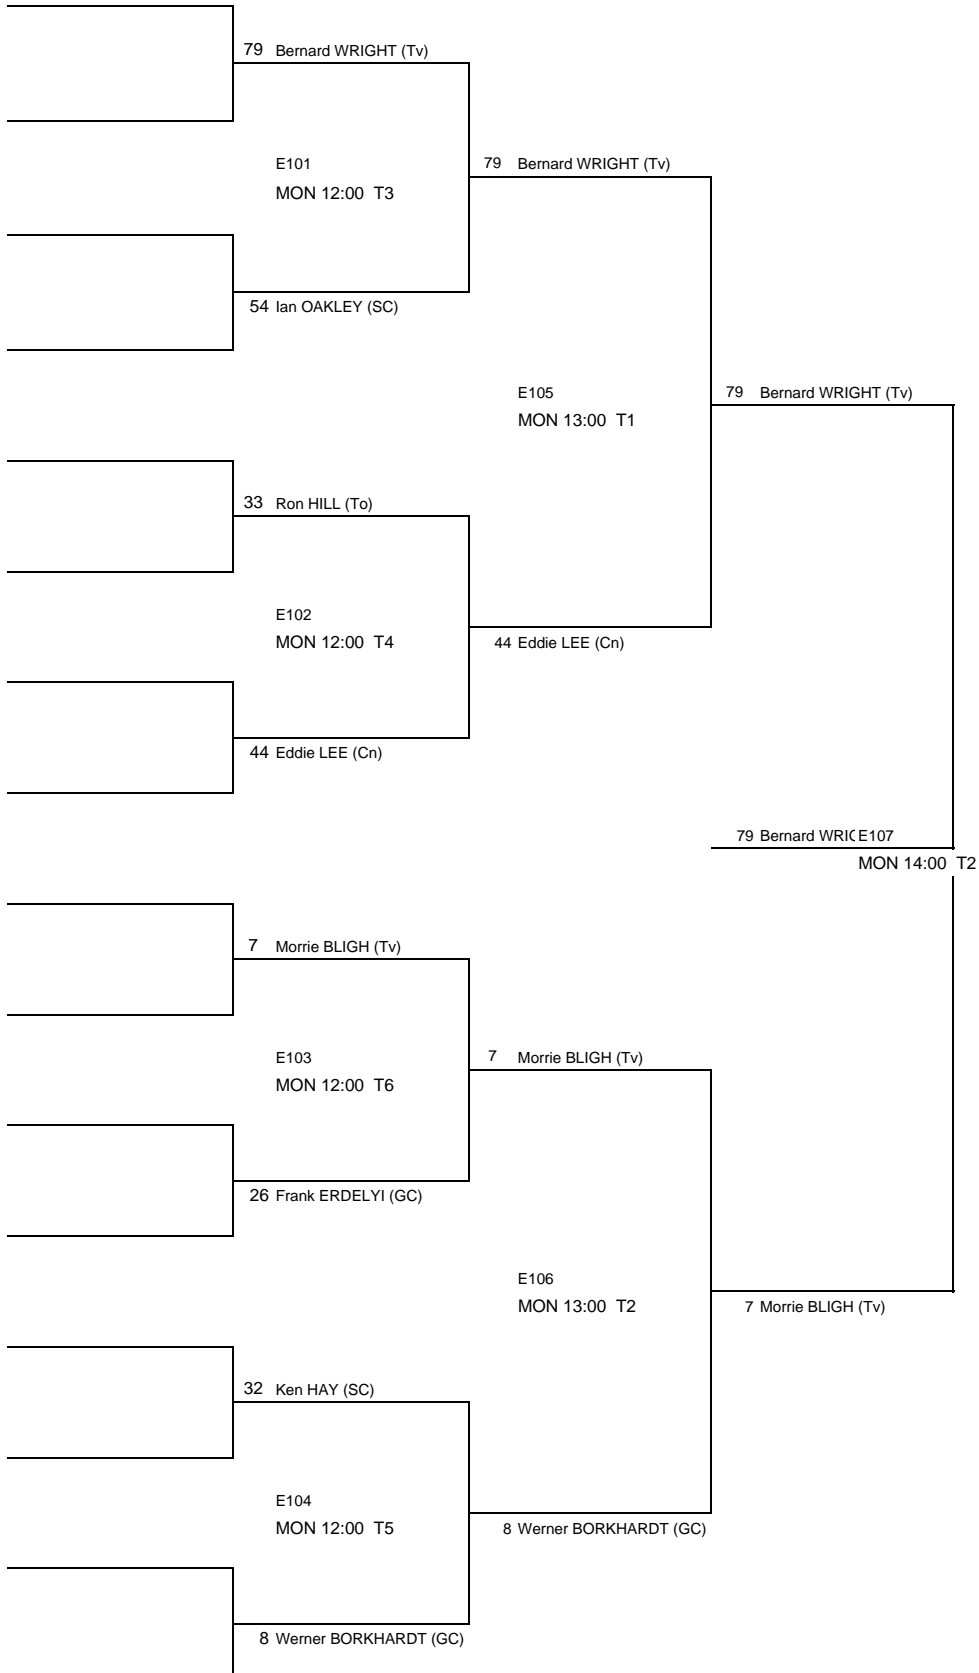 79 Bernard WRIGHT (Tv)
E101
MON 12:00 T3
79 Bernard WRIGHT (Tv)
54 Ian OAKLEY (SC)
E105
MON 13:00 T1
79 Bernard WRIGHT (Tv)
33 Ron HILL (To)
E102
MON 12:00 T4
44 Eddie LEE (Cn)
44 Eddie LEE (Cn)
79 Bernard WRIG E107
MON 14:00 T2
7 Morrie BLIGH (Tv)
E103
MON 12:00 T6
7 Morrie BLIGH (Tv)
26 Frank ERDELYI (GC)
E106
MON 13:00 T2
7 Morrie BLIGH (Tv)
32 Ken HAY (SC)
E104
MON 12:00 T5
8 Werner BORKHARDT (GC)
8 Werner BORKHARDT (GC)